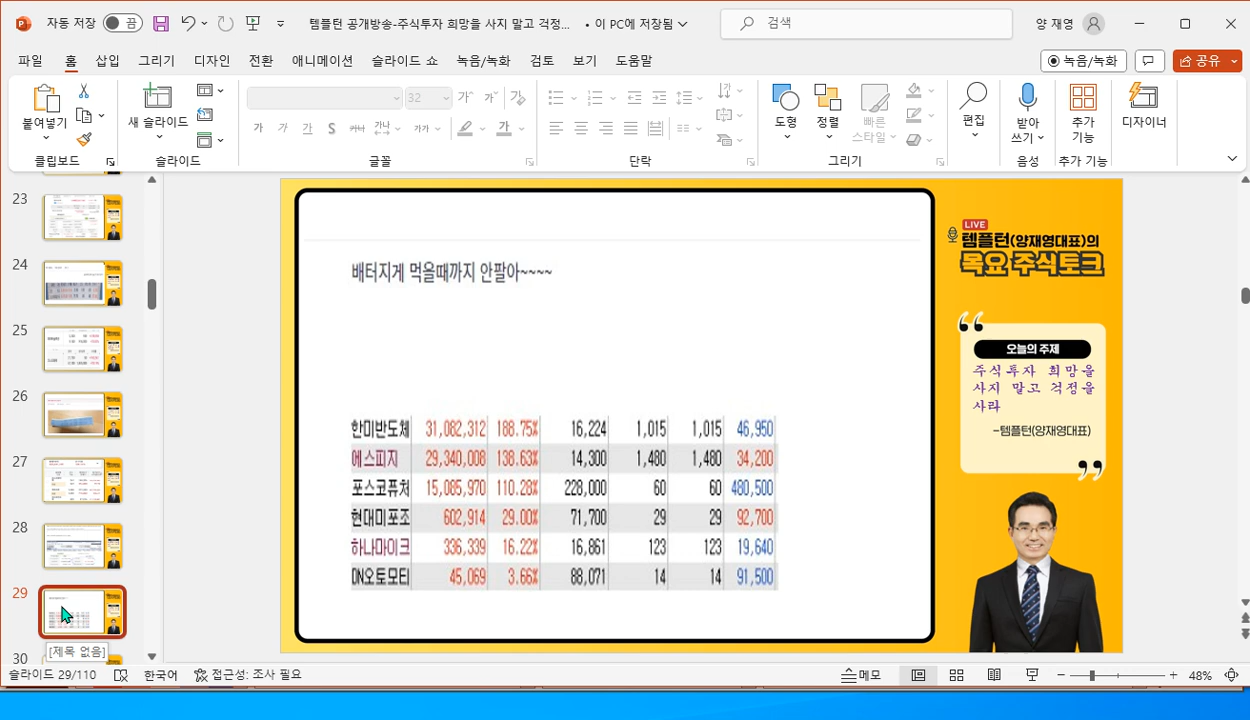 자동 저장 끔 템플턴 공개방송-주식투자 희망을 사지 말고 걱정... • 이 PC에 저장됨 검색 양 재영
파일 홈 삽입 그리기 디자인 전환 애니메이션 슬라이드 쇼 녹음/녹화 검토 보기 도움말 녹음/녹화 공유
붙여넣기 새 슬라이드 32 도형 정렬 빠른 스타일 편집 받아쓰기 추가 기능 디자이너
클립보드 슬라이드 글꼴 단락 그리기 음성 추가 기능
23
24
25
26
27
28
29
30
[제목 없음]
배터지게 먹을때까지 안팔아~~~~
한미반도체 31,082,312 188.75% 16,224 1,015 1,015 46,950
에스피지 29,340,008 138.63% 14,300 1,480 1,480 34,200
포스코퓨처 15,085,970 110.28% 228,000 60 60 480,500
현대미포조 602,914 29.00% 71,700 29 29 92,700
하나마이크 336,339 16.22% 16,861 123 123 19,640
DN오토모티 45,069 3.66% 88,071 14 14 91,500
LIVE
템플턴(양재영대표)의
목요 주식토크
오늘의 주제
주식투자 희망을
사지 말고 걱정을
사라
-템플턴(양재영대표)
슬라이드 29/110 한국어 접근성: 조사 필요 메모 48%